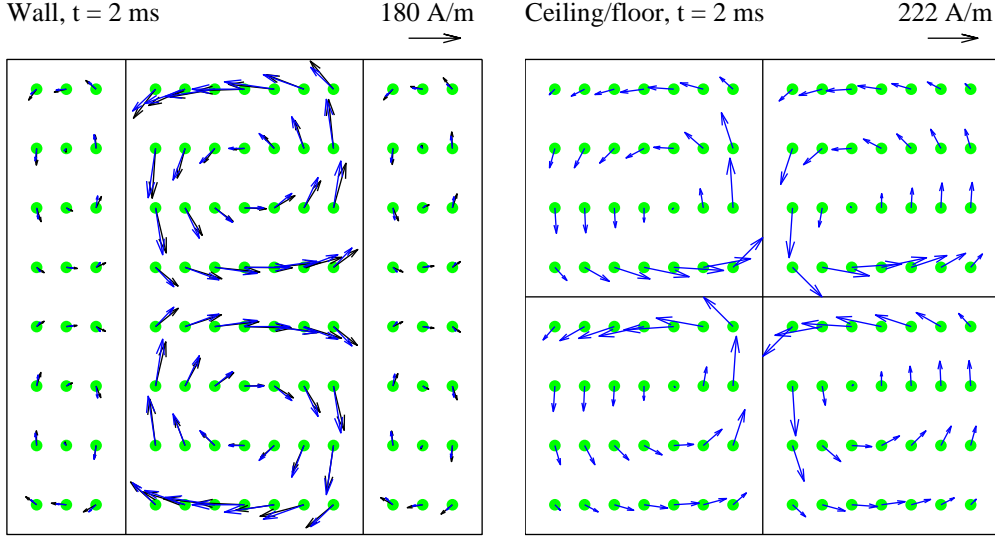 Wall, t = 2 ms 180 A/m
Ceiling/floor, t = 2 ms 222 A/m